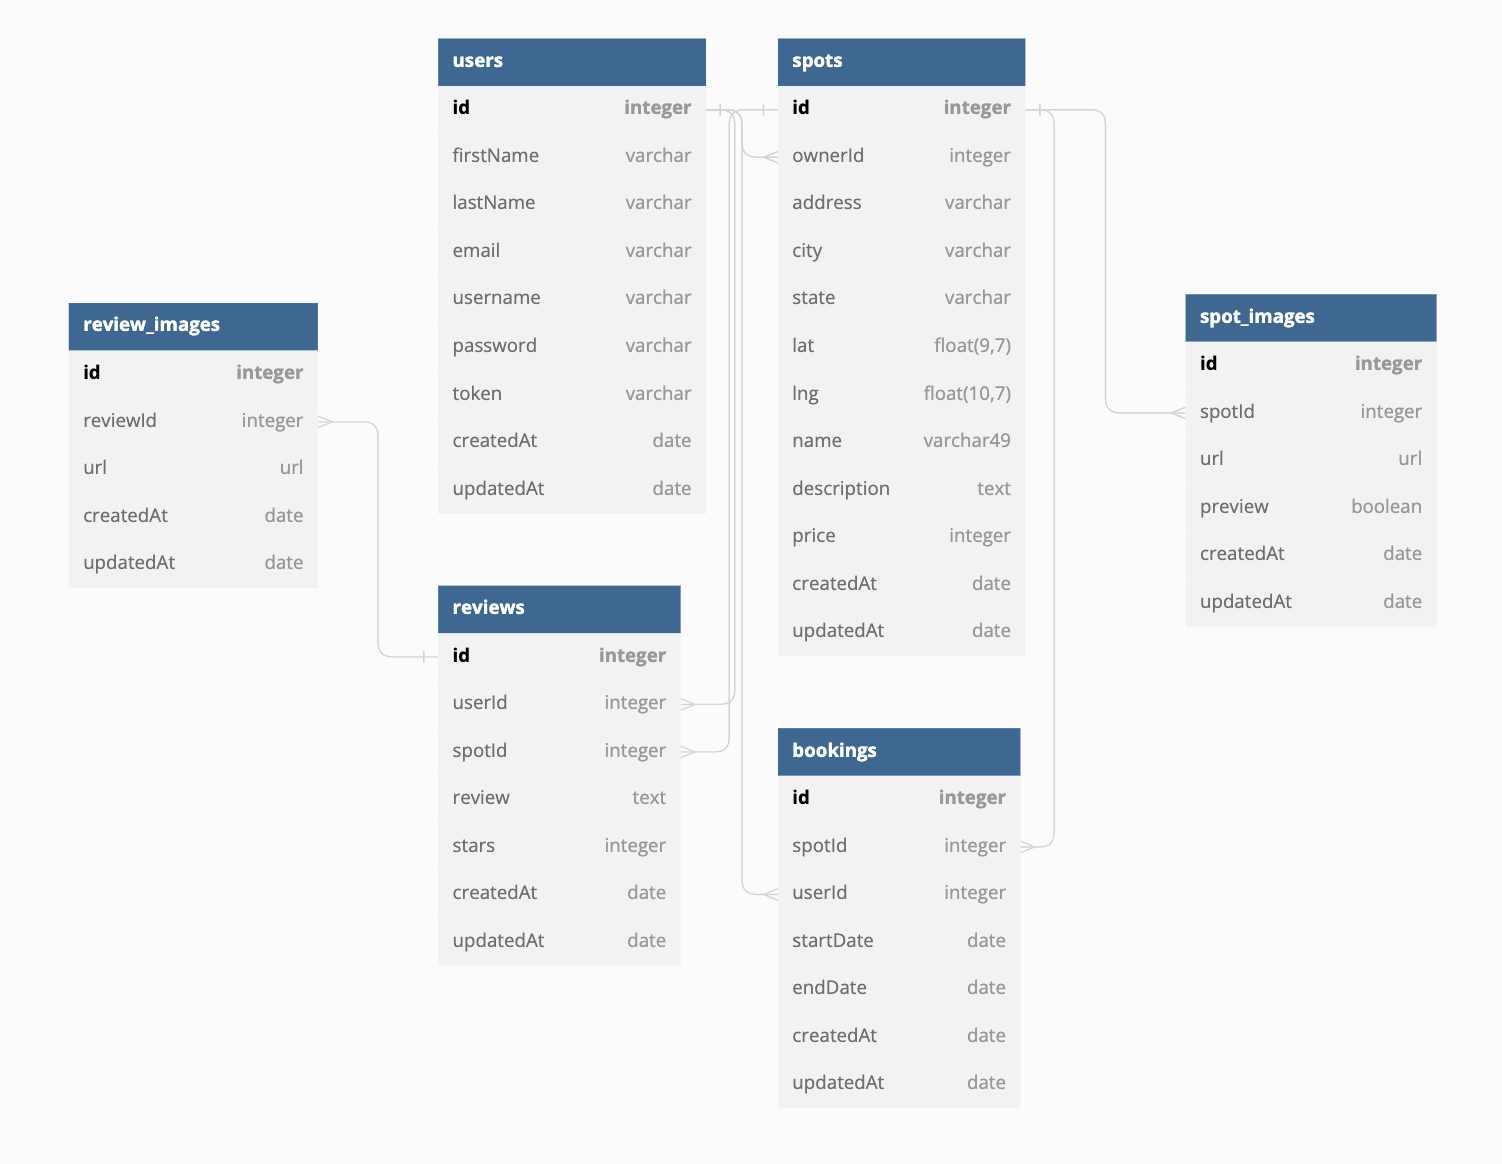 users
id integer
firstName varchar
lastName varchar
email varchar
username varchar
password varchar
token varchar
createdAt date
updatedAt date
spots
id integer
ownerId integer
address varchar
city varchar
state varchar
lat float(9,7)
lng float(10,7)
name varchar49
description text
price integer
createdAt date
updatedAt date
review_images
id integer
reviewId integer
url url
createdAt date
updatedAt date
spot_images
id integer
spotId integer
url url
preview boolean
createdAt date
updatedAt date
reviews
id integer
userId integer
spotId integer
review text
stars integer
createdAt date
updatedAt date
bookings
id integer
spotId integer
userId integer
startDate date
endDate date
createdAt date
updatedAt date